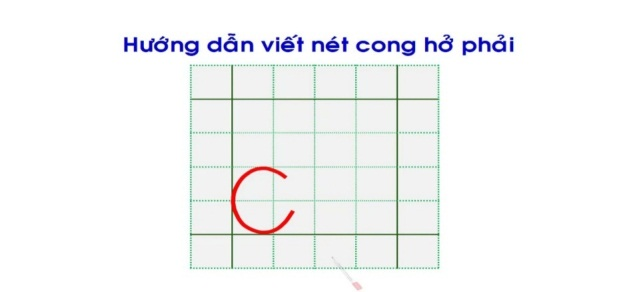 Hướng dẫn viết nét cong hở phải